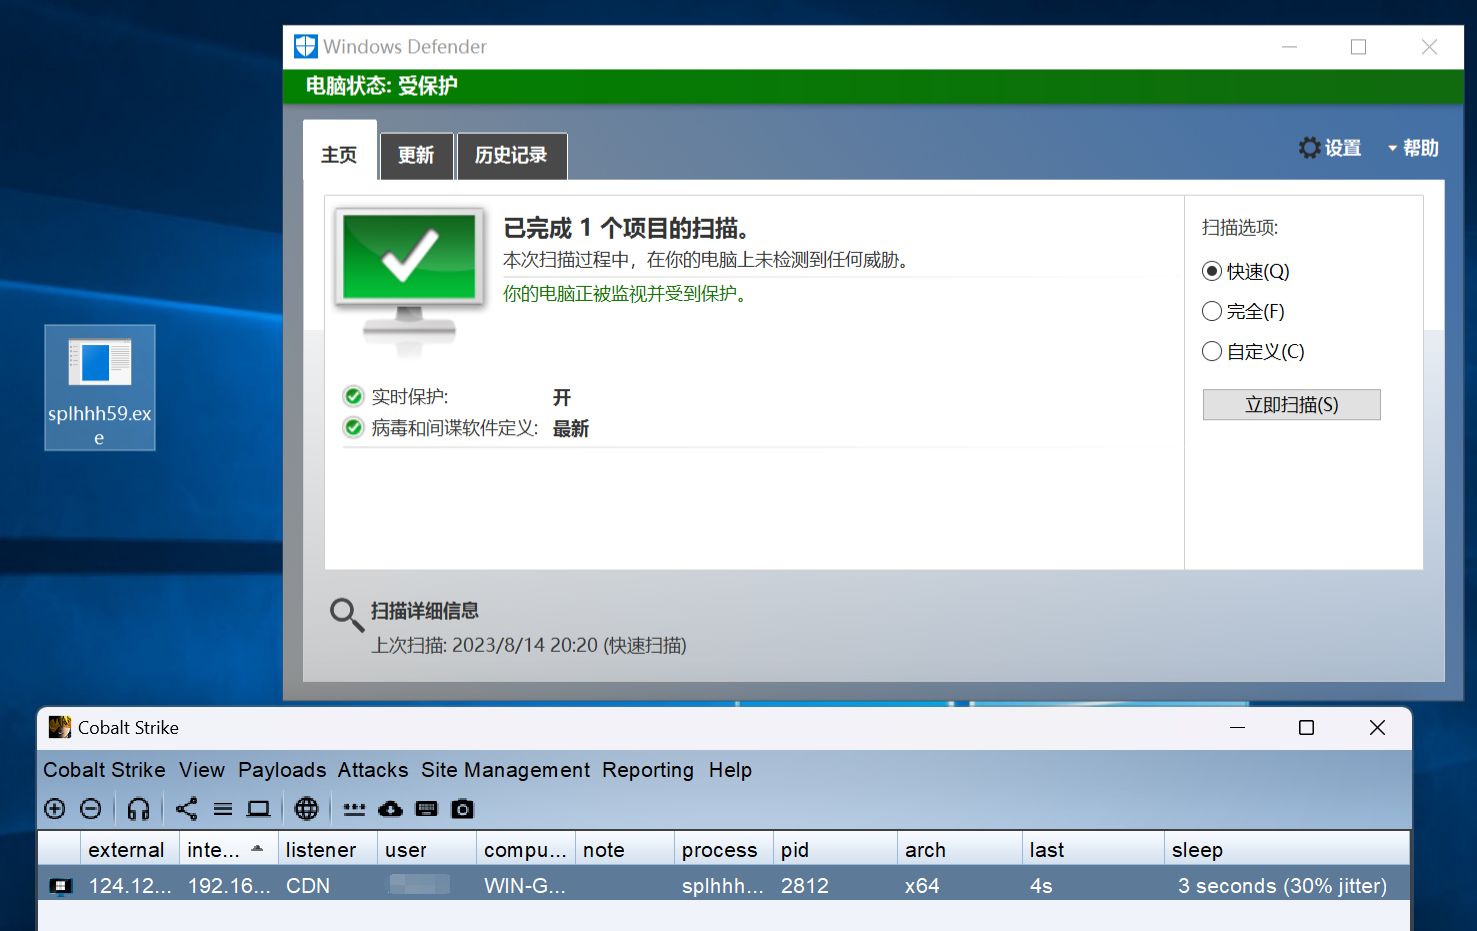 Windows Defender
电脑状态: 受保护
主页
更新
历史记录
设置
帮助
已完成 1 个项目的扫描。
本次扫描过程中，在你的电脑上未检测到任何威胁。
你的电脑正被监视并受到保护。
实时保护: 开
病毒和间谍软件定义: 最新
扫描选项:
快速(Q)
完全(F)
自定义(C)
立即扫描(S)
扫描详细信息
上次扫描: 2023/8/14 20:20 (快速扫描)
splhhh59.ex
e
Cobalt Strike
Cobalt Strike View Payloads Attacks Site Management Reporting Help
external inte... listener user compu... note process pid arch last sleep
124.12... 192.16... CDN WIN-G... splhhh... 2812 x64 4s 3 seconds (30% jitter)